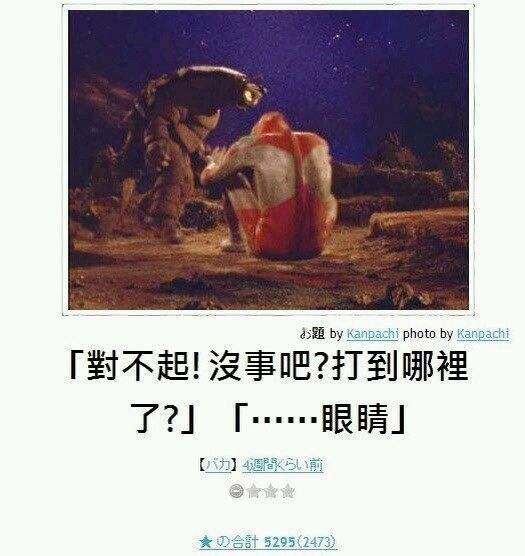 お題 by Kanpachi photo by Kanpachi
「對不起! 沒事吧?打到哪裡
了?」「……眼睛」
【バカ】 4週間くらい前
★ の合計 5295(2473)